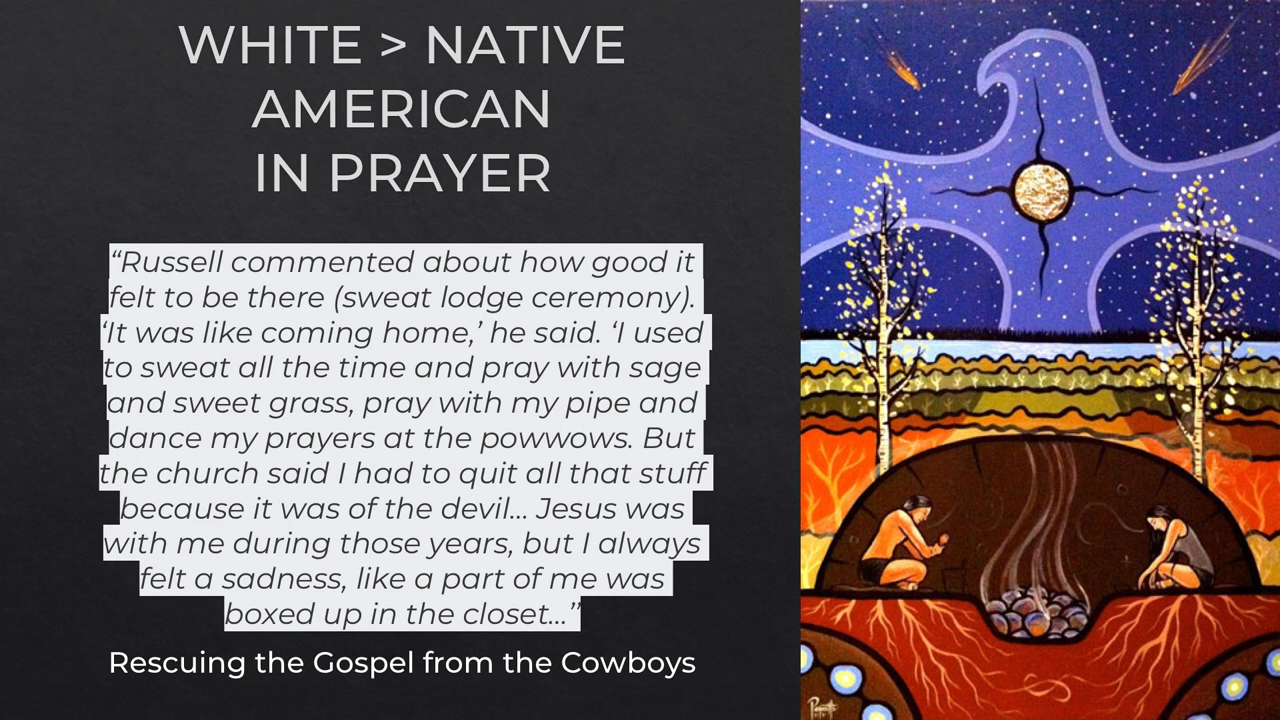 WHITE > NATIVE
AMERICAN
IN PRAYER
“Russell commented about how good it
felt to be there (sweat lodge ceremony).
‘It was like coming home,’ he said. ‘I used
to sweat all the time and pray with sage
and sweet grass, pray with my pipe and
dance my prayers at the powwows. But
the church said I had to quit all that stuff
because it was of the devil... Jesus was
with me during those years, but I always
felt a sadness, like a part of me was
boxed up in the closet...”
Rescuing the Gospel from the Cowboys